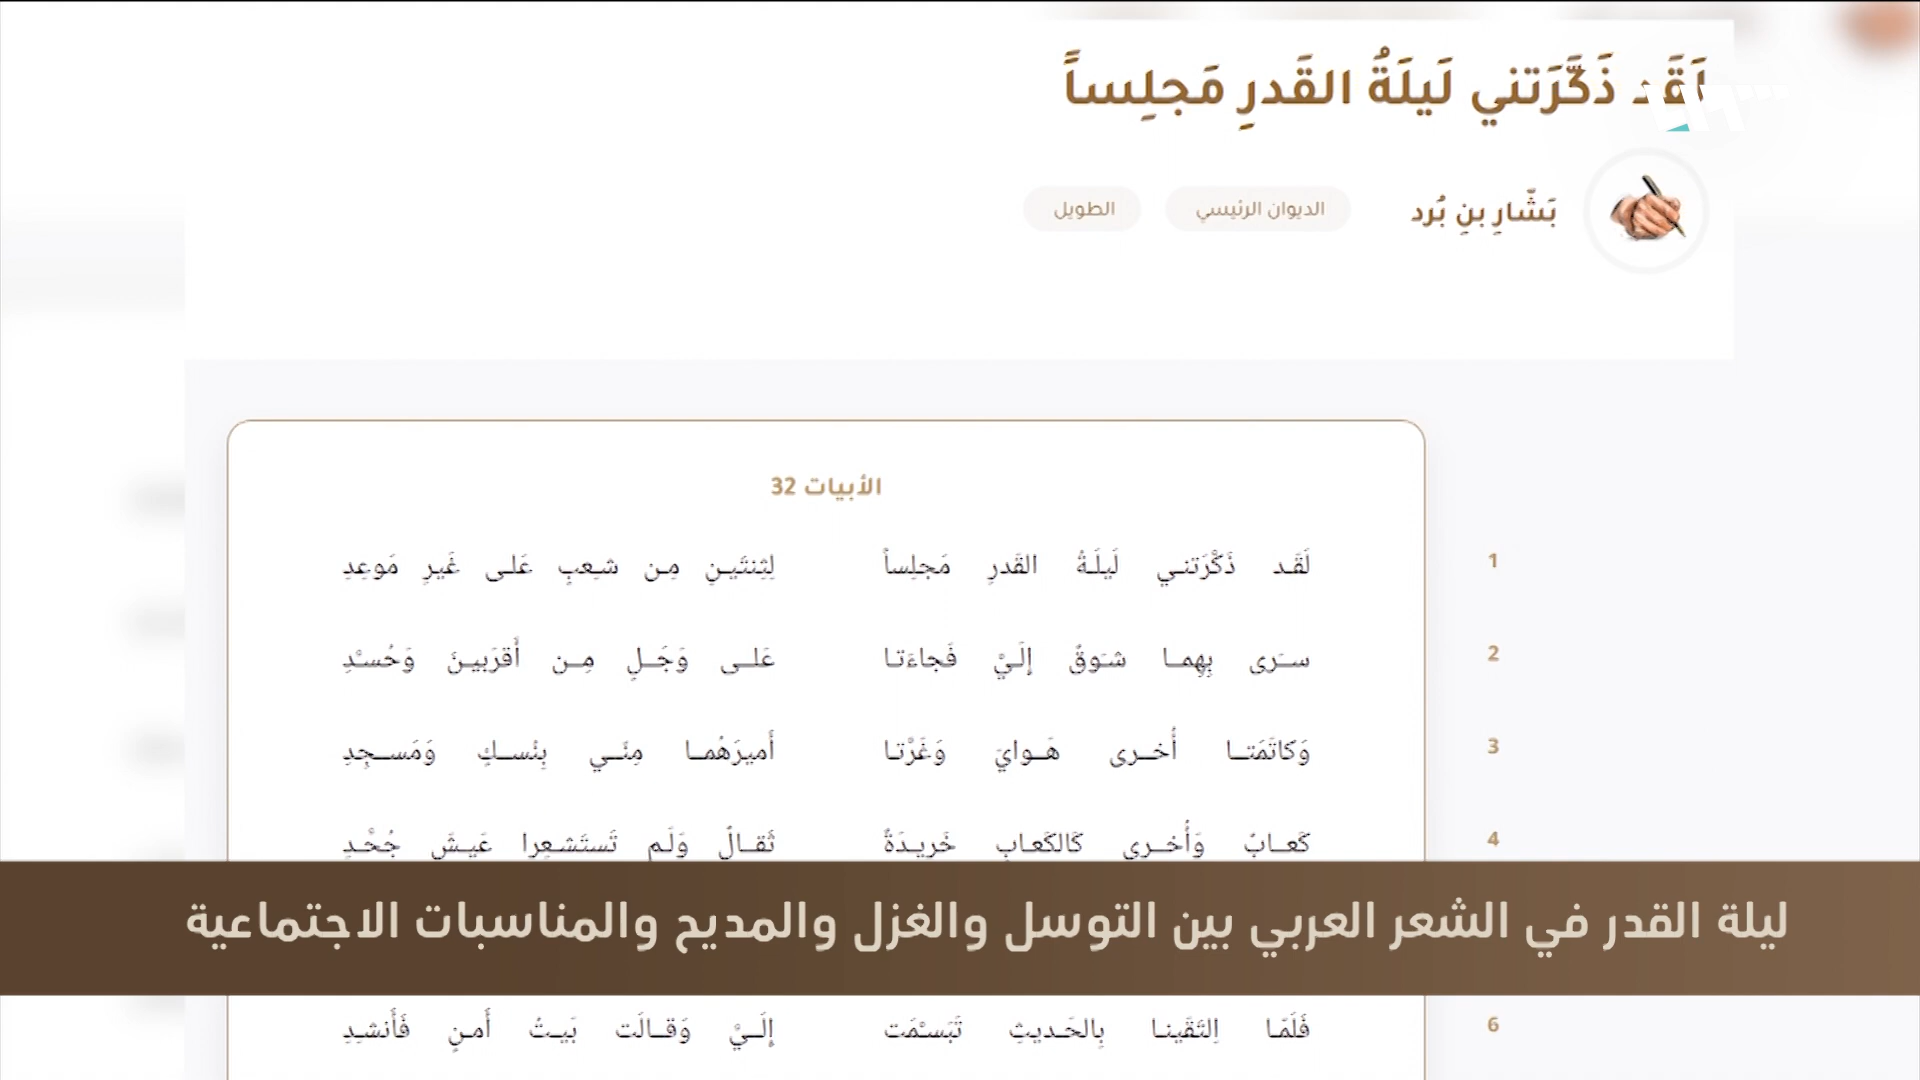 لَقَد ذَكَّرَتني لَيلَةُ القَدرِ مَجلِساً
بَشّارِ بنِ بُرد
الديوان الرئيسي
الطويل
الأبيات 32
1 لَقَد ذَكَّرَتني لَيلَةُ القَدرِ مَجلِساً لِثِنتَينِ مِن شِعبٍ عَلى غَيرِ مَوعِدِ
2 سَرى بِهِما شَوقٌ إِلَيَّ فَجاءَتا عَلى وَجَلٍ مِن أَقرَبينَ وَحُسَّدِ
3 وَكاتَمَتا أُخرى هَوايَ وَغَرَّتا أَميرَهُما مِنّي بِنُسكٍ وَمَسجِدِ
4 كَعابٌ وَأُخرى كَالكَعابِ خَريدَةٌ ثَقالٌ وَلَم تَستَشعِرا عَيشَ جُحَّدِ
ليلة القدر في الشعر العربي بين التوسل والغزل والمديح والمناسبات الاجتماعية
6 فَلَمّا اِلتَقَينا بِالحَديثِ تَبَسَّمَت إِلَيَّ وَقالَت بَيتُ أَمنٍ فَأَنشِدِ